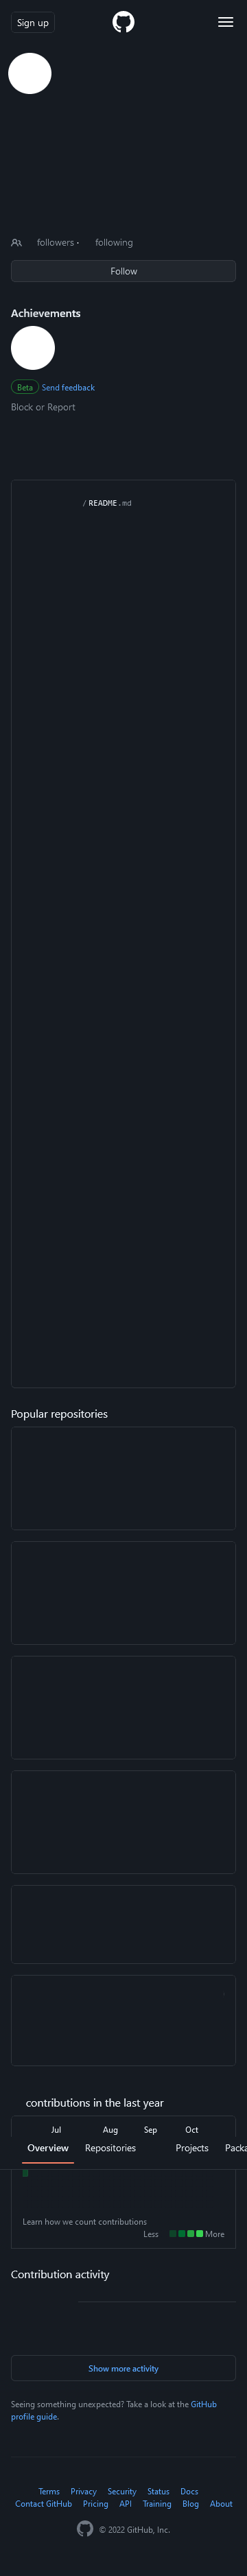 Sign up
followers · following
Follow
Achievements
Beta Send feedback
Block or Report
/ README.md
Popular repositories
contributions in the last year
Jul Aug Sep Oct
Overview Repositories Projects Packa
Learn how we count contributions
Less More
Contribution activity
Show more activity
Seeing something unexpected? Take a look at the GitHub
profile guide.
Terms Privacy Security Status Docs
Contact GitHub Pricing API Training Blog About
© 2022 GitHub, Inc.